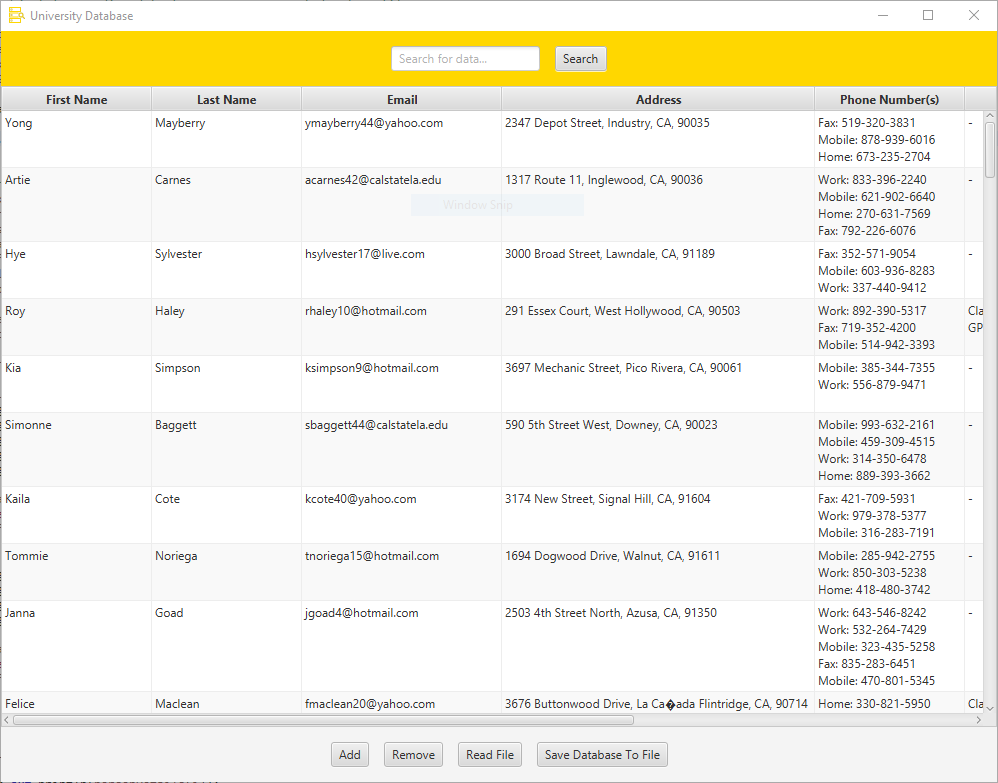 University Database
Search for data...
Search
First Name Last Name Email Address Phone Number(s)
Yong Mayberry ymayberry44@yahoo.com 2347 Depot Street, Industry, CA, 90035 Fax: 519-320-3831 -
Mobile: 878-939-6016
Home: 673-235-2704
Artie Carnes acarnes42@calstatela.edu 1317 Route 11, Inglewood, CA, 90036 Work: 833-396-2240 -
Mobile: 621-902-6640
Window Snip
Home: 270-631-7569
Fax: 792-226-6076
Hye Sylvester hsylvester17@live.com 3000 Broad Street, Lawndale, CA, 91189 Fax: 352-571-9054 -
Mobile: 603-936-8283
Work: 337-440-9412
Roy Haley rhaley10@hotmail.com 291 Essex Court, West Hollywood, CA, 90503 Work: 892-390-5317 Cla
Fax: 719-352-4200 GP
Mobile: 514-942-3393
Kia Simpson ksimpson9@hotmail.com 3697 Mechanic Street, Pico Rivera, CA, 90061 Mobile: 385-344-7355 -
Work: 556-879-9471
Simonne Baggett sbaggett44@calstatela.edu 590 5th Street West, Downey, CA, 90023 Mobile: 993-632-2161 -
Mobile: 459-309-4515
Work: 314-350-6478
Home: 889-393-3662
Kaila Cote kcote40@yahoo.com 3174 New Street, Signal Hill, CA, 91604 Fax: 421-709-5931 -
Work: 979-378-5377
Mobile: 316-283-7191
Tommie Noriega tnoriega15@hotmail.com 1694 Dogwood Drive, Walnut, CA, 91611 Mobile: 285-942-2755 -
Work: 850-303-5238
Home: 418-480-3742
Janna Goad jgoad4@hotmail.com 2503 4th Street North, Azusa, CA, 91350 Work: 643-546-8242 -
Work: 532-264-7429
Mobile: 323-435-5258
Fax: 835-283-6451
Mobile: 470-801-5345
Felice Maclean fmaclean20@yahoo.com 3676 Buttonwood Drive, La Ca�ada Flintridge, CA, 90714 Home: 330-821-5950 Cla
Add
Remove
Read File
Save Database To File